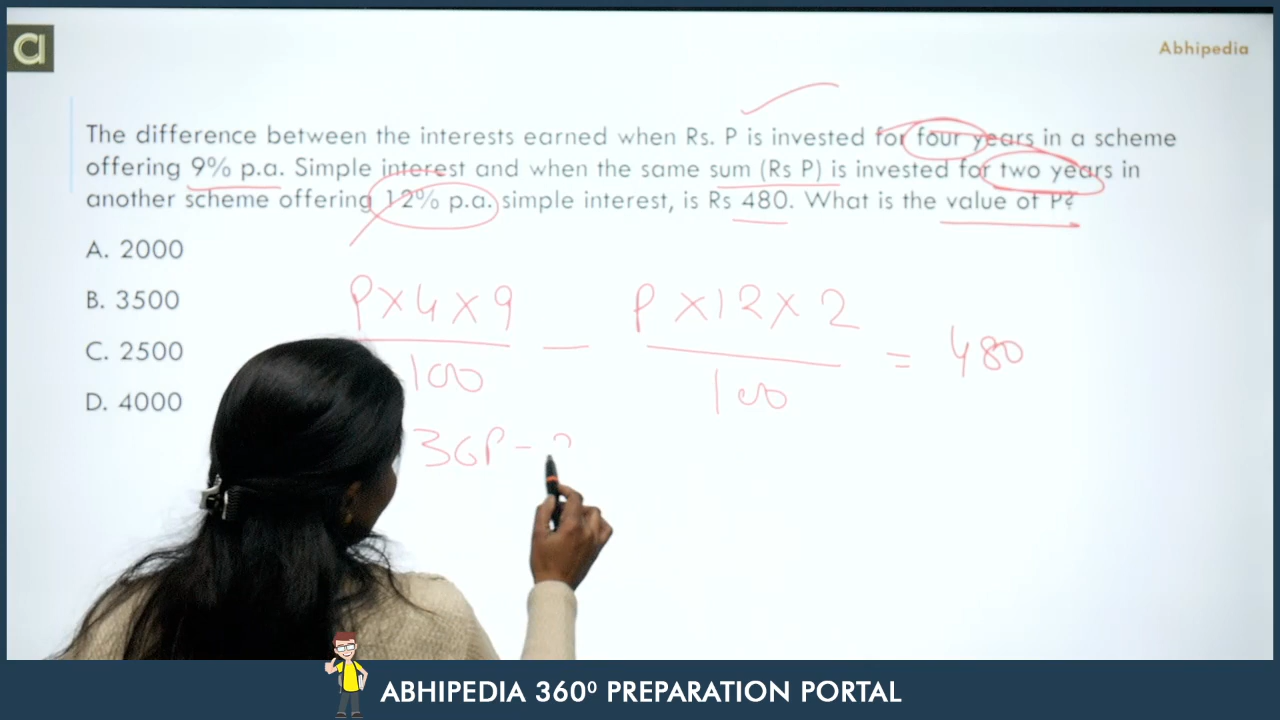 a
Abhipedia
The difference between the interests earned when Rs. P is invested for four years in a scheme
offering 9% p.a. Simple interest and when the same sum (Rs P) is invested for two years in
another scheme offering 12% p.a. simple interest, is Rs 480. What is the value of P?
A. 2000
B. 3500
C. 2500
D. 4000
P×4×9 / 100 — P×12×2 / 100 = 480
36P -
ABHIPEDIA 360⁰ PREPARATION PORTAL